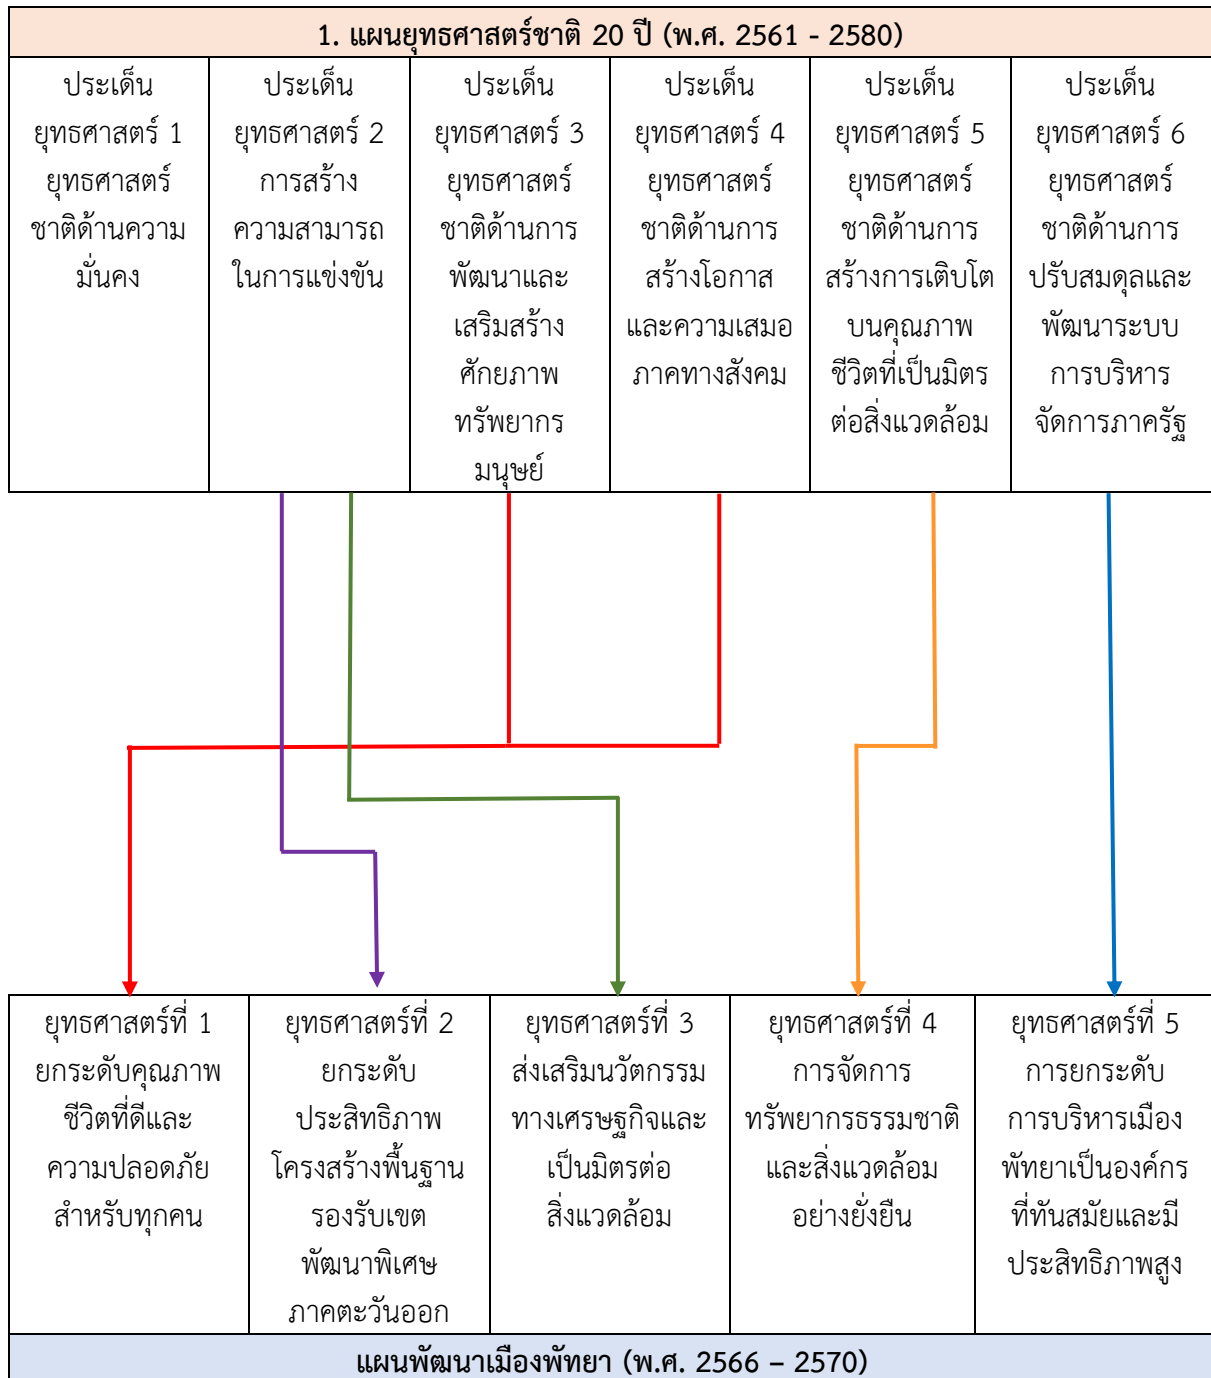 1. แผนยุทธศาสตร์ชาติ 20 ปี (พ.ศ. 2561 - 2580)
ประเด็น
ยุทธศาสตร์ 1
ยุทธศาสตร์
ชาติด้านความ
มั่นคง
ประเด็น
ยุทธศาสตร์ 2
การสร้าง
ความสามารถ
ในการแข่งขัน
ประเด็น
ยุทธศาสตร์ 3
ยุทธศาสตร์
ชาติด้านการ
พัฒนาและ
เสริมสร้าง
ศักยภาพ
ทรัพยากร
มนุษย์
ประเด็น
ยุทธศาสตร์ 4
ยุทธศาสตร์
ชาติด้านการ
สร้างโอกาส
และความเสมอ
ภาคทางสังคม
ประเด็น
ยุทธศาสตร์ 5
ยุทธศาสตร์
ชาติด้านการ
สร้างการเติบโต
บนคุณภาพ
ชีวิตที่เป็นมิตร
ต่อสิ่งแวดล้อม
ประเด็น
ยุทธศาสตร์ 6
ยุทธศาสตร์
ชาติด้านการ
ปรับสมดุลและ
พัฒนาระบบ
การบริหาร
จัดการภาครัฐ
ยุทธศาสตร์ที่ 1
ยกระดับคุณภาพ
ชีวิตที่ดีและ
ความปลอดภัย
สำหรับทุกคน
ยุทธศาสตร์ที่ 2
ยกระดับ
ประสิทธิภาพ
โครงสร้างพื้นฐาน
รองรับเขต
พัฒนาพิเศษ
ภาคตะวันออก
ยุทธศาสตร์ที่ 3
ส่งเสริมนวัตกรรม
ทางเศรษฐกิจและ
เป็นมิตรต่อ
สิ่งแวดล้อม
ยุทธศาสตร์ที่ 4
การจัดการ
ทรัพยากรธรรมชาติ
และสิ่งแวดล้อม
อย่างยั่งยืน
ยุทธศาสตร์ที่ 5
การยกระดับ
การบริหารเมือง
พัทยาเป็นองค์กร
ที่ทันสมัยและมี
ประสิทธิภาพสูง
แผนพัฒนาเมืองพัทยา (พ.ศ. 2566 – 2570)